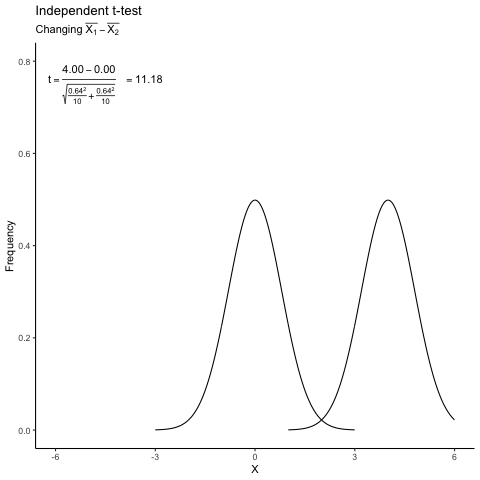 Independent t-test
Changing X̅₁ − X̅₂
0.8
t = (4.00 − 0.00) / √(0.64²/10 + 0.64²/10) = 11.18
0.6
0.4
0.2
0.0
Frequency
-6 -3 0 3 6
X